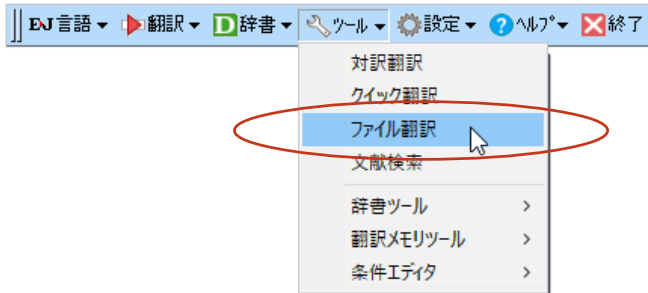 EJ 言語 翻訳 D 辞書 ツール 設定 ? ヘルプ 終了
対訳翻訳
クイック翻訳
ファイル翻訳
文献検索
辞書ツール >
翻訳メモリツール >
条件エディタ >